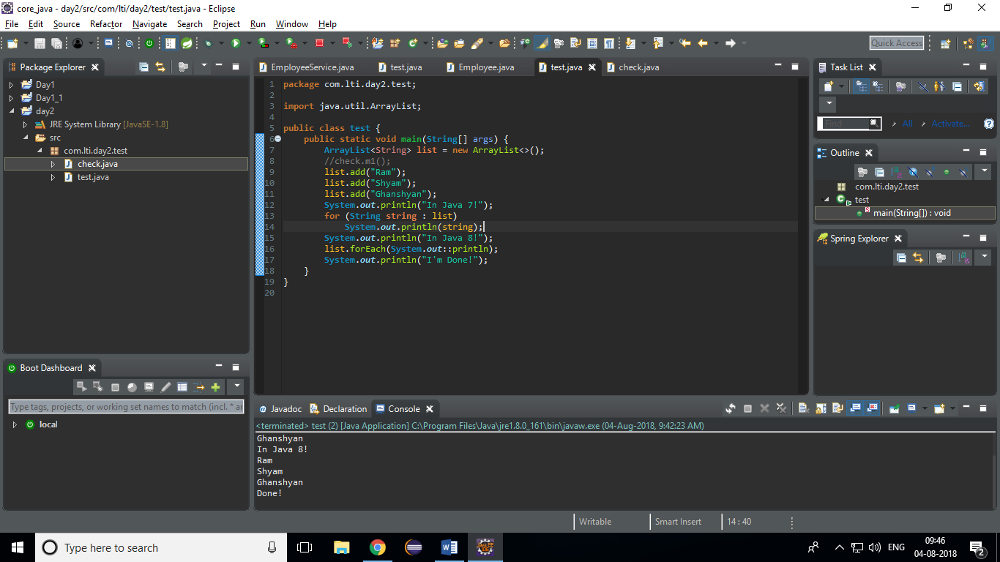 core_java - day2/src/com/lti/day2/test/test.java - Eclipse
File Edit Source Refactor Navigate Search Project Run Window Help
Quick Access
Package Explorer
Day1
Day1_1
day2
JRE System Library [JavaSE-1.8]
src
com.lti.day2.test
check.java
test.java
Boot Dashboard
Type tags, projects, or working set names to match (incl. * an
local
EmployeeService.java test.java Employee.java test.java check.java
1 package com.lti.day2.test;
2
3 import java.util.ArrayList;
4
5 public class test {
6 public static void main(String[] args) {
7 ArrayList<String> list = new ArrayList<>();
8 //check.m1();
9 list.add("Ram");
10 list.add("Shyam");
11 list.add("Ghanshyan");
12 System.out.println("In Java 7!");
13 for (String string : list)
14 System.out.println(string);
15 System.out.println("In Java 8!");
16 list.forEach(System.out::println);
17 System.out.println("I'm Done!");
18 }
19 }
20
Javadoc Declaration Console
<terminated> test (2) [Java Application] C:\Program Files\Java\jre1.8.0_161\bin\javaw.exe (04-Aug-2018, 9:42:23 AM)
Ghanshyan
In Java 8!
Ram
Shyam
Ghanshyan
Done!
Task List
Find All Activate...
Outline
com.lti.day2.test
test
main(String[]) : void
Spring Explorer
Writable Smart Insert 14 : 40
Type here to search
ENG
09:46
04-08-2018
2